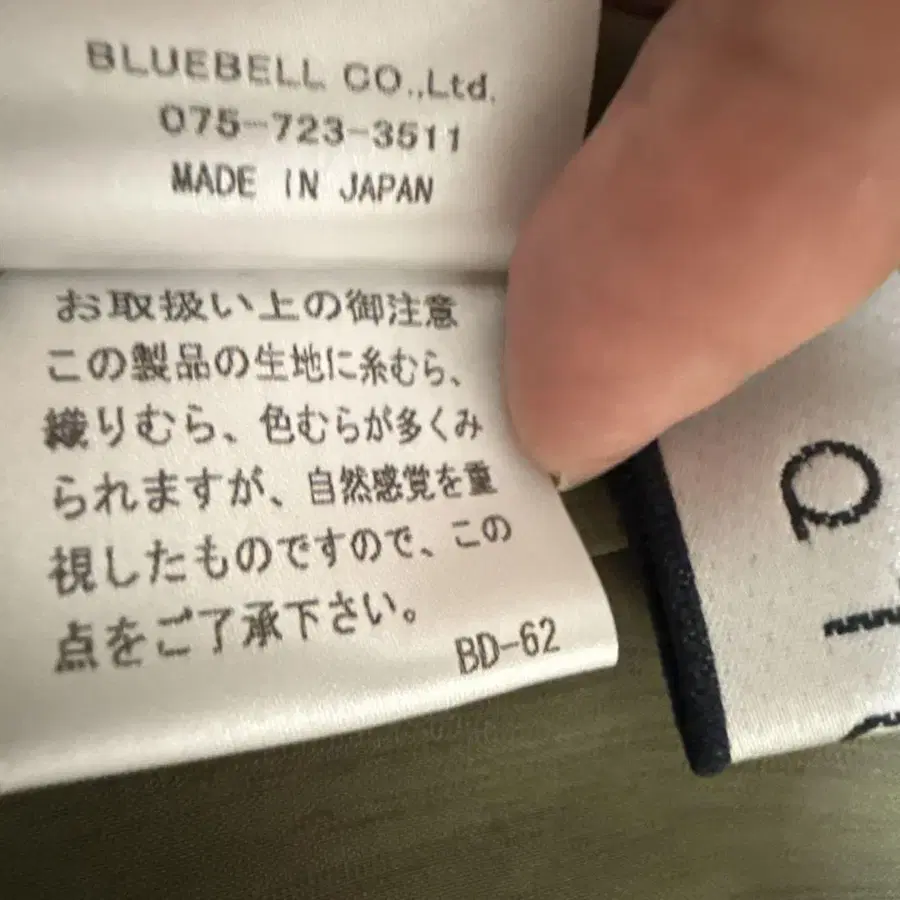 BLUEBELL CO.,Ltd.
075-723-3511
MADE IN JAPAN
お取扱い上の御注意
この製品の生地に糸むら、
織りむら、色むらが多くみ
られますが、自然感覚を重
視したものですので、この
点をご了承下さい。
BD-62